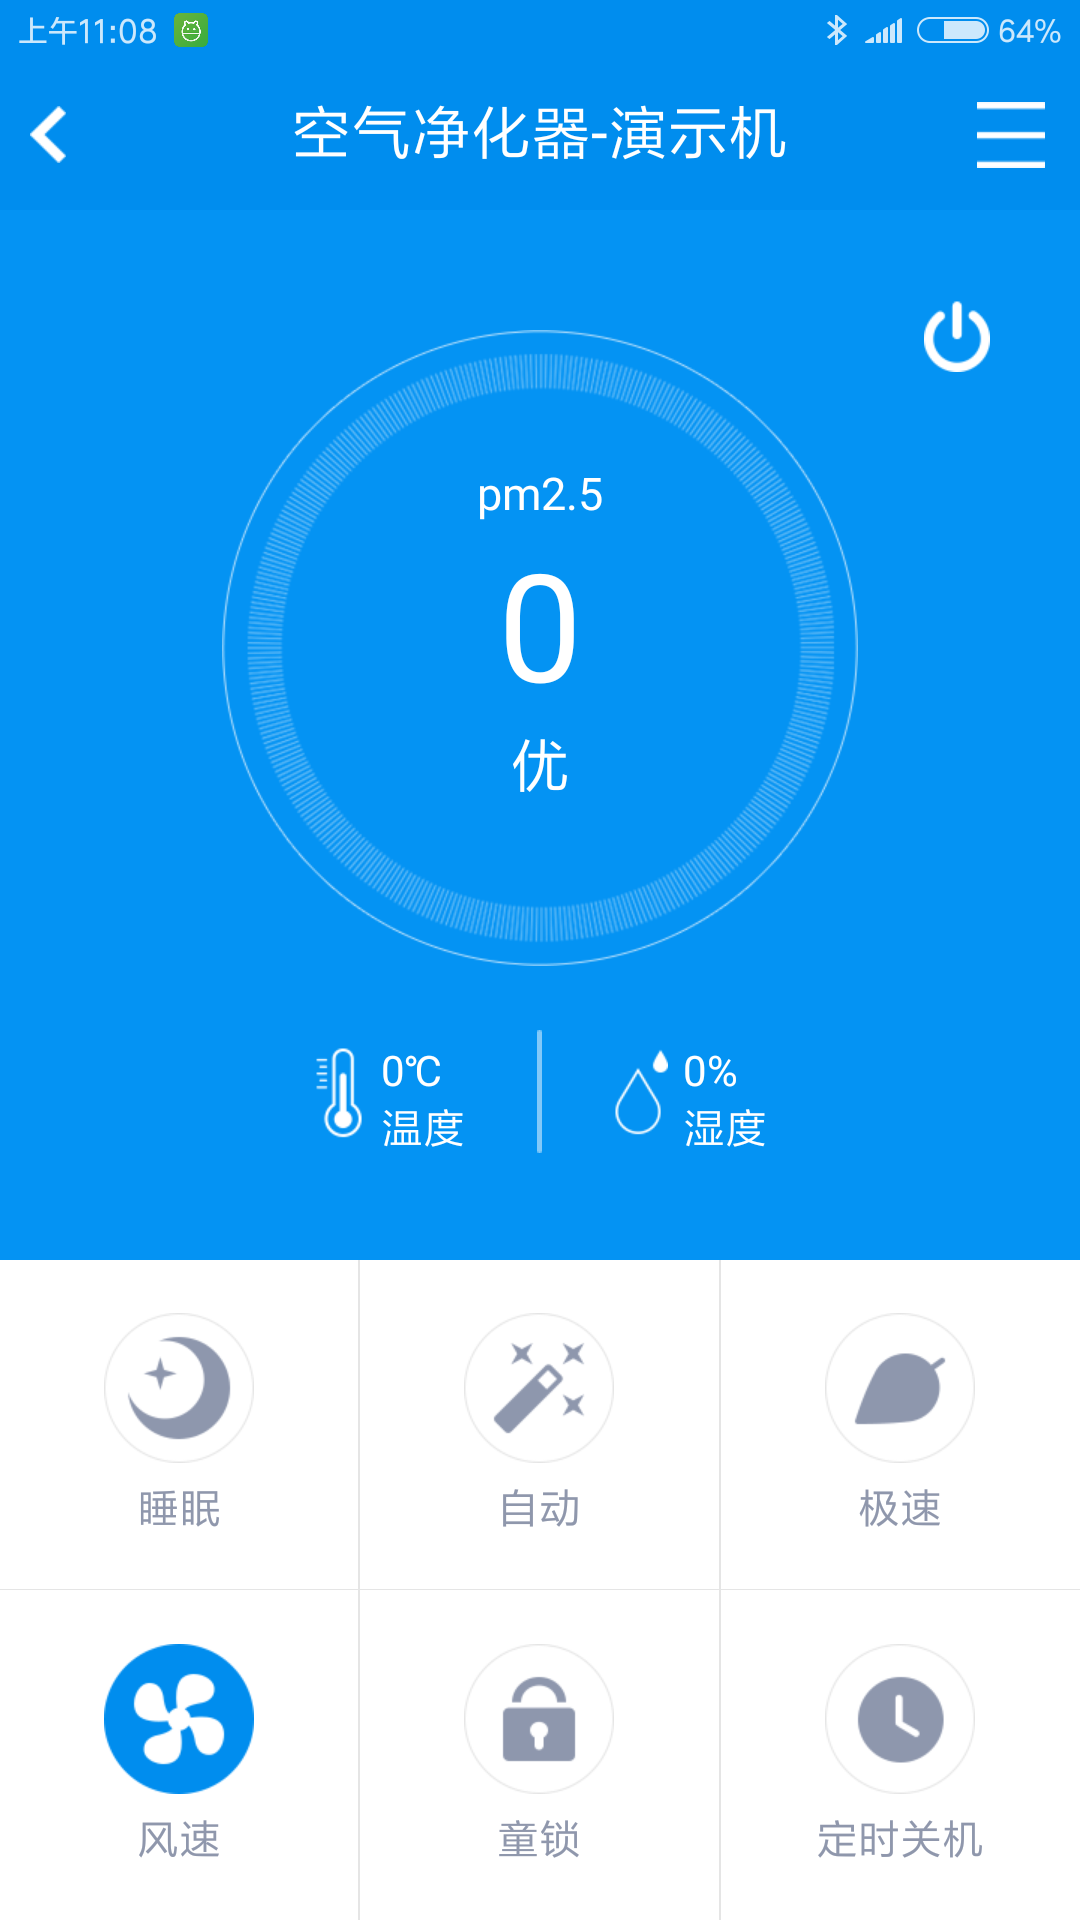 上午11:08
64%
空气净化器-演示机
pm2.5
0
优
0℃
温度
0%
湿度
睡眠
自动
极速
风速
童锁
定时关机